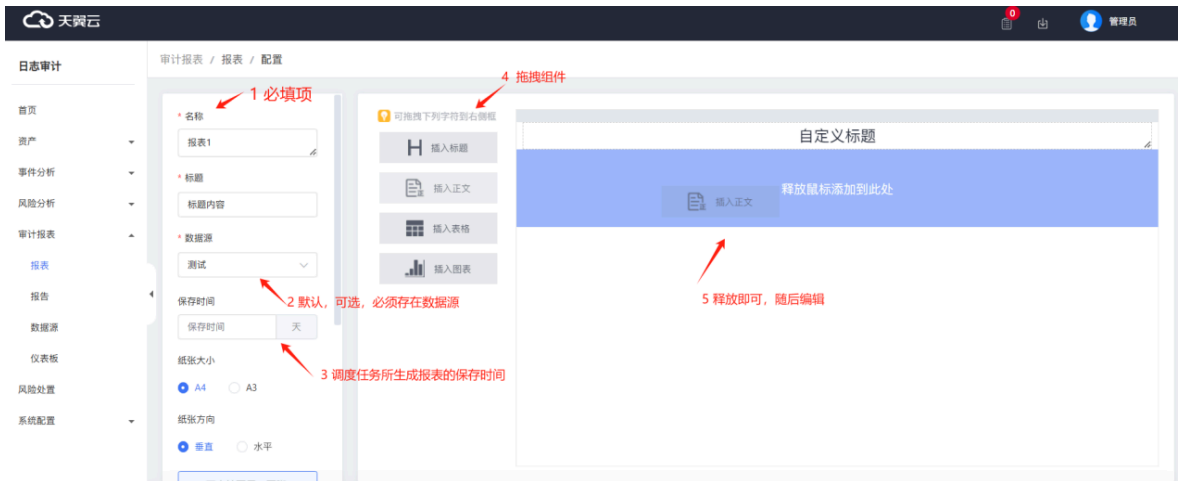 天翼云
0
管理员
日志审计
审计报表 / 报表 / 配置
4 拖拽组件
1 必填项
首页
资产
事件分析
风险分析
审计报表
报表
报告
数据源
仪表板
风险处置
系统配置
* 名称
报表1
* 标题
标题内容
* 数据源
测试
2 默认，可选，必须存在数据源
保存时间
保存时间 天
3 调度任务所生成报表的保存时间
纸张大小
A4 A3
纸张方向
垂直 水平
可拖拽下列字符到右侧框
插入标题
插入正文
插入表格
插入图表
自定义标题
释放鼠标添加到此处
插入正文
5 释放即可，随后编辑